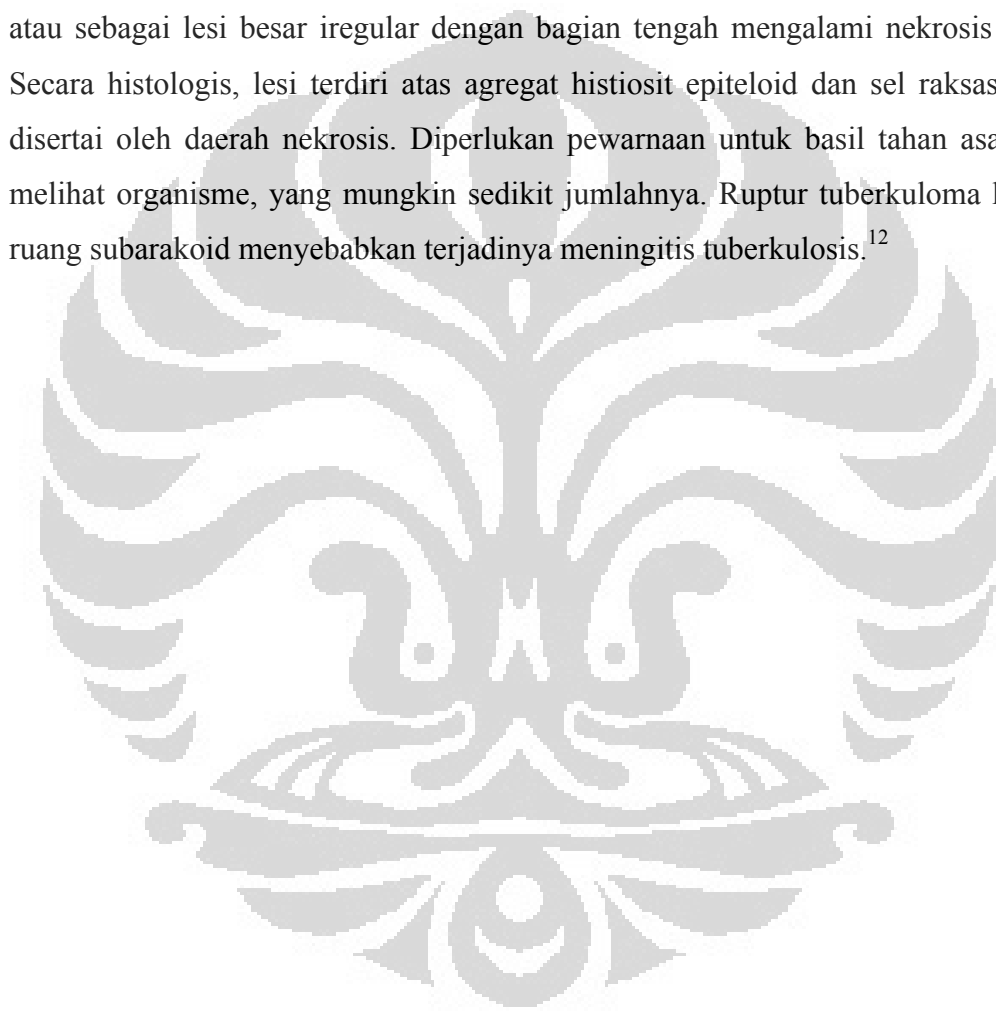 atau sebagai lesi besar iregular dengan bagian tengah mengalami nekrosis
Secara histologis, lesi terdiri atas agregat histiosit epiteloid dan sel raksas
disertai oleh daerah nekrosis. Diperlukan pewarnaan untuk basil tahan asa
melihat organisme, yang mungkin sedikit jumlahnya. Ruptur tuberkuloma
ruang subarakoid menyebabkan terjadinya meningitis tuberkulosis.12